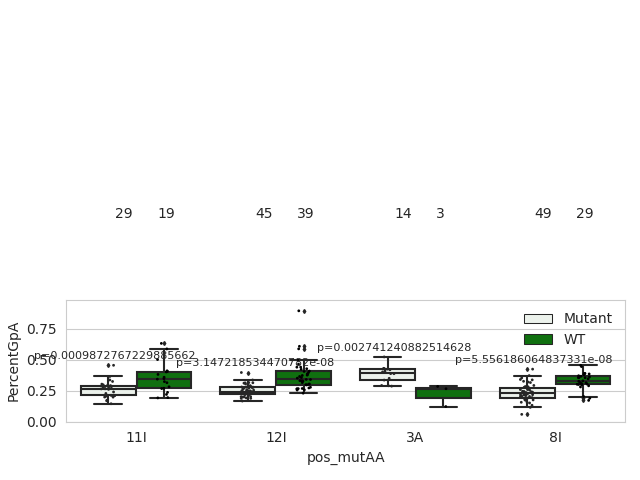 29 19 45 39 14 3 49 29
Mutant
WT
0.75
0.50
0.25
0.00
PercentGpA
p=0.0009872767229885662
p=3.147218534470732e-08
p=0.002741240882514628
p=5.556186064837331e-08
11I 12I 3A 8I
pos_mutAA